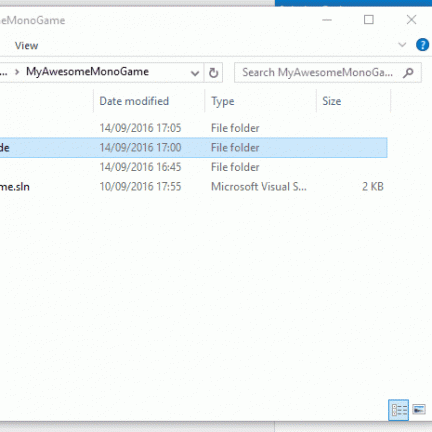 meMonoGame
View
... > MyAwesomeMonoGame Search MyAwesomeMonoGa...
Date modified Type Size
14/09/2016 17:05 File folder
de 14/09/2016 17:00 File folder
14/09/2016 16:45 File folder
me.sln 10/09/2016 17:55 Microsoft Visual S... 2 KB